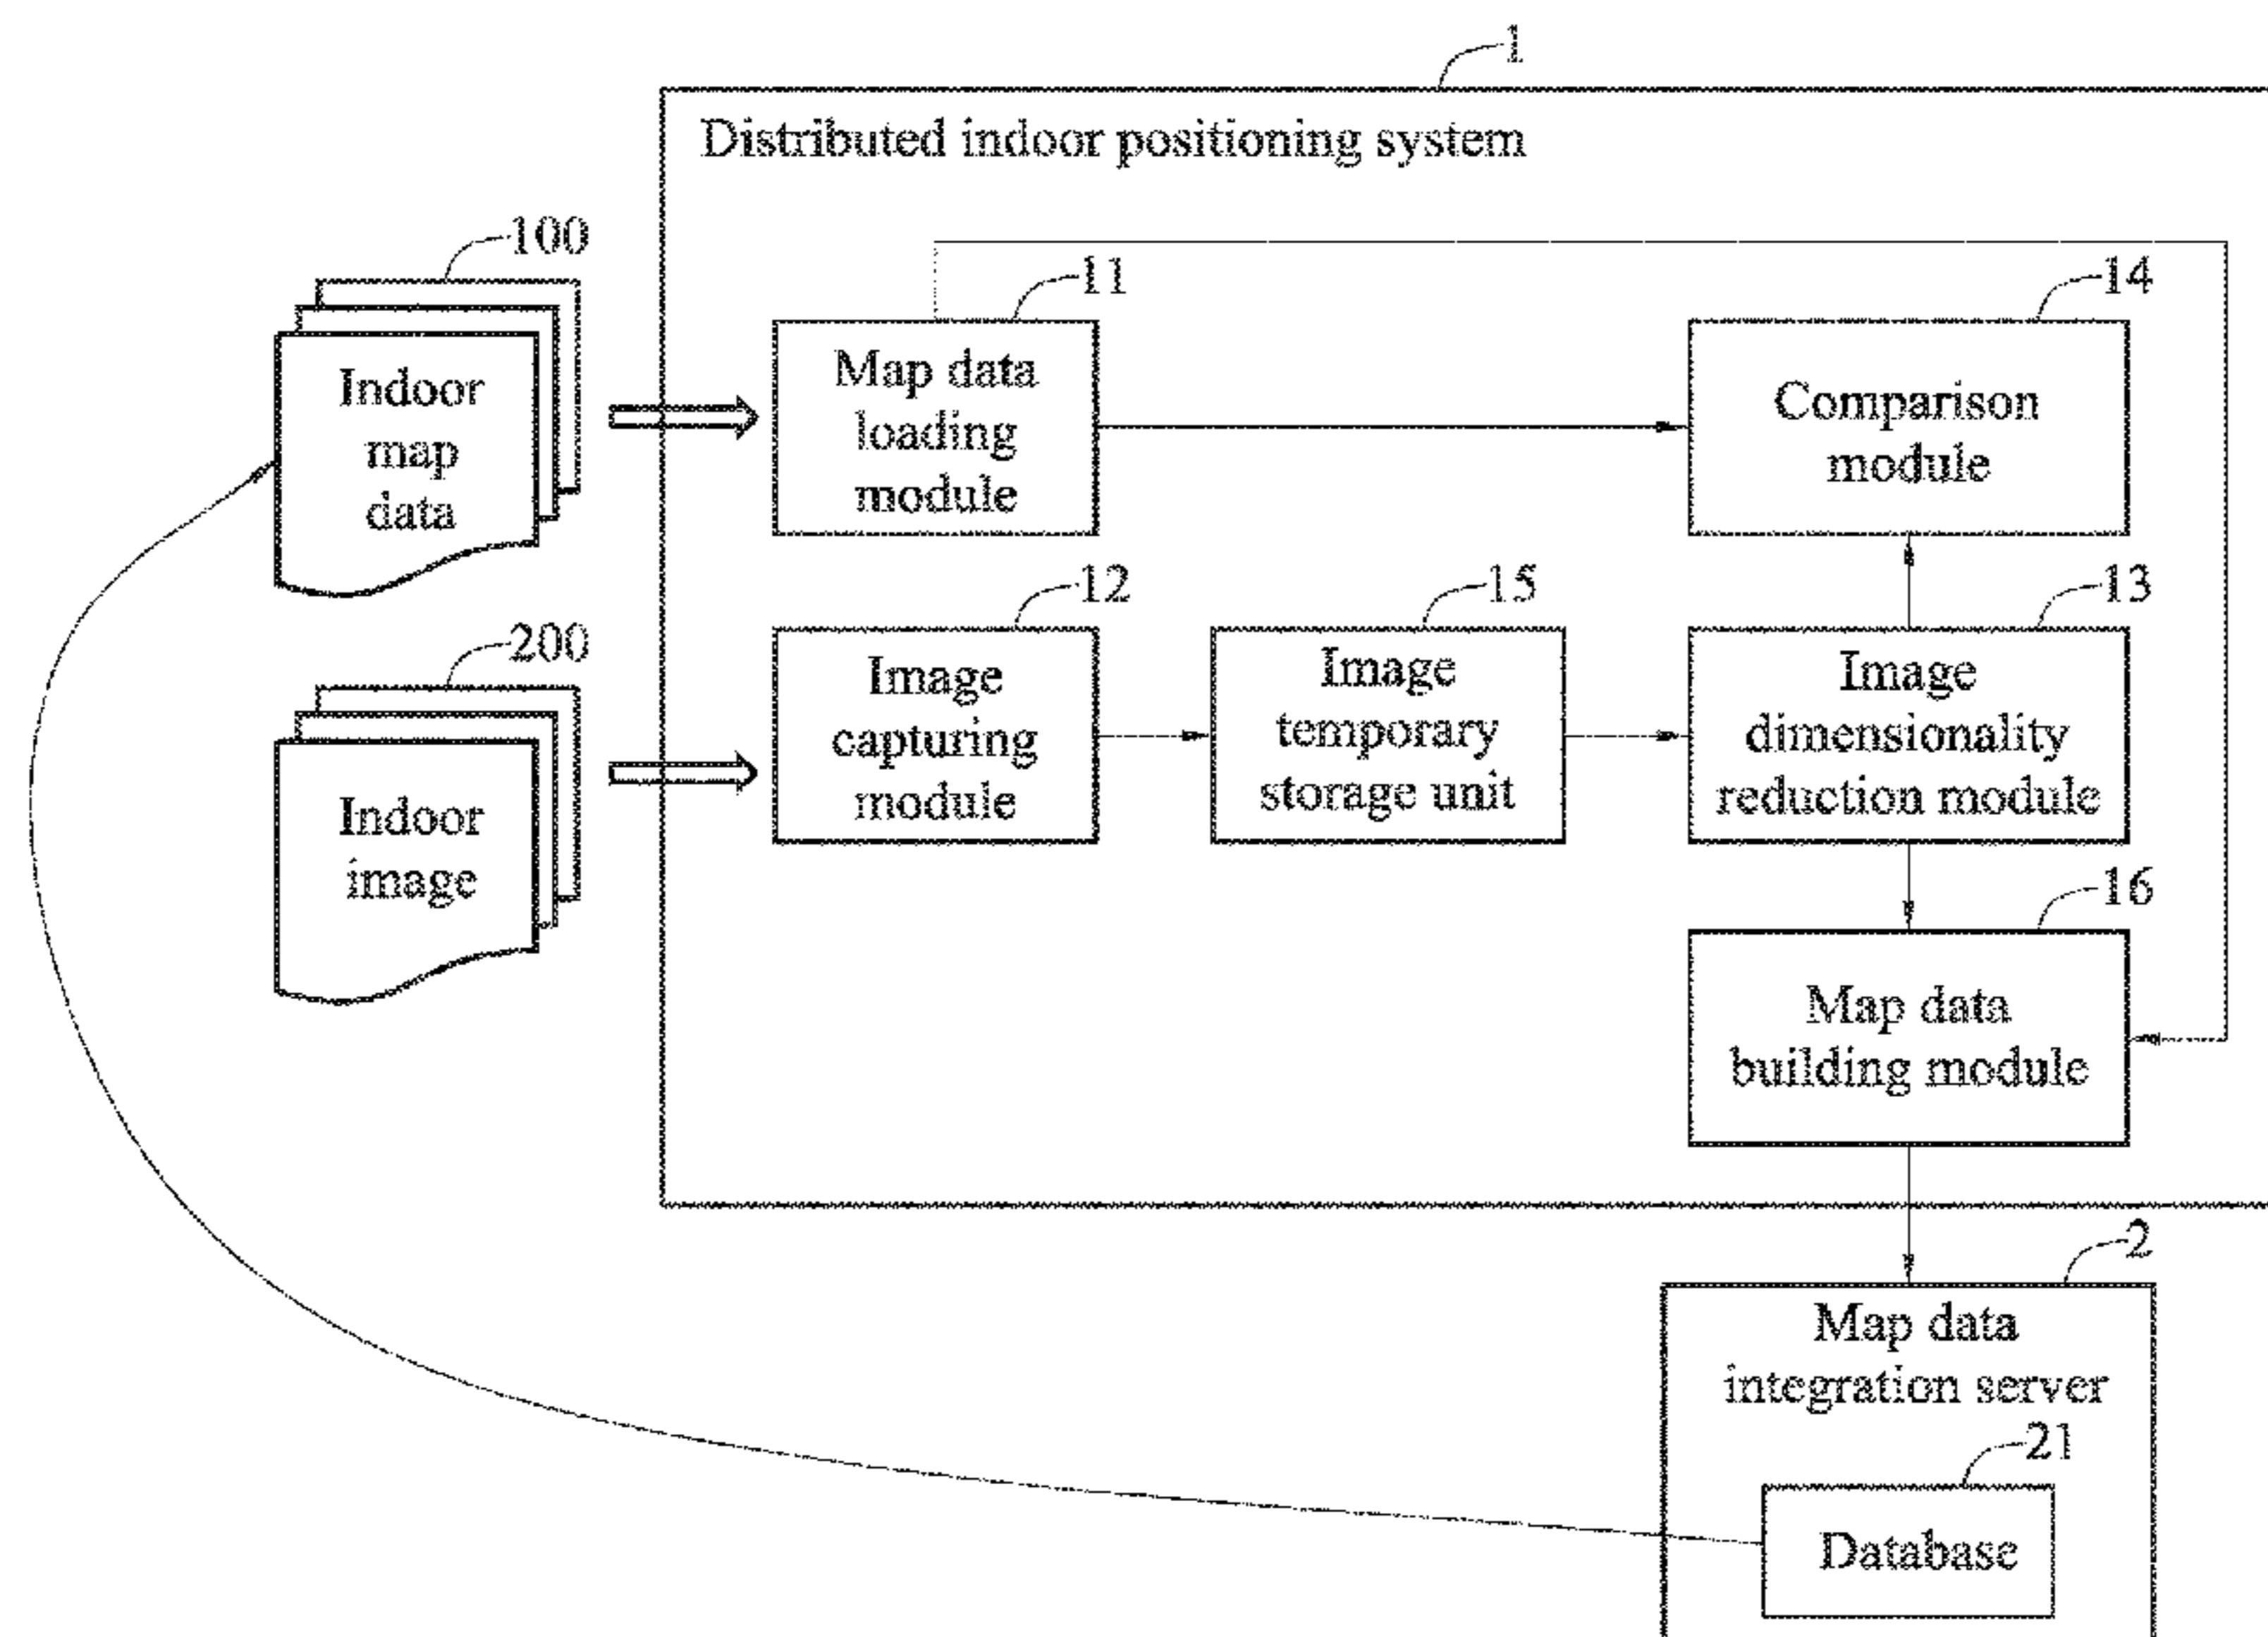 1
Distributed indoor positioning system
100
11
14
Indoor
map
data
Map data
loading
module
Comparison
module
200
12
15
13
Indoor
image
Image
capturing
module
Image
temporary
storage unit
Image
dimensionality
reduction module
16
Map data
building module
2
Map data
integration server
21
Database